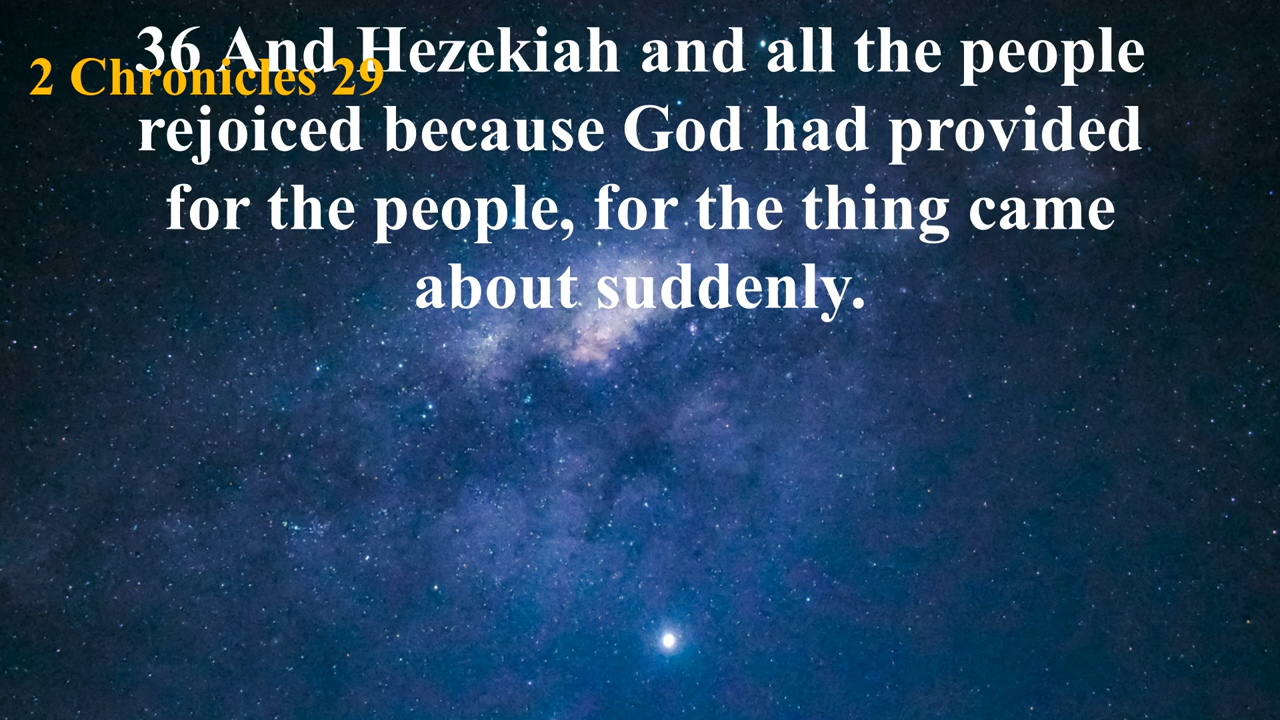 2 Chronicles 29
36 And Hezekiah and all the people
rejoiced because God had provided
for the people, for the thing came
about suddenly.